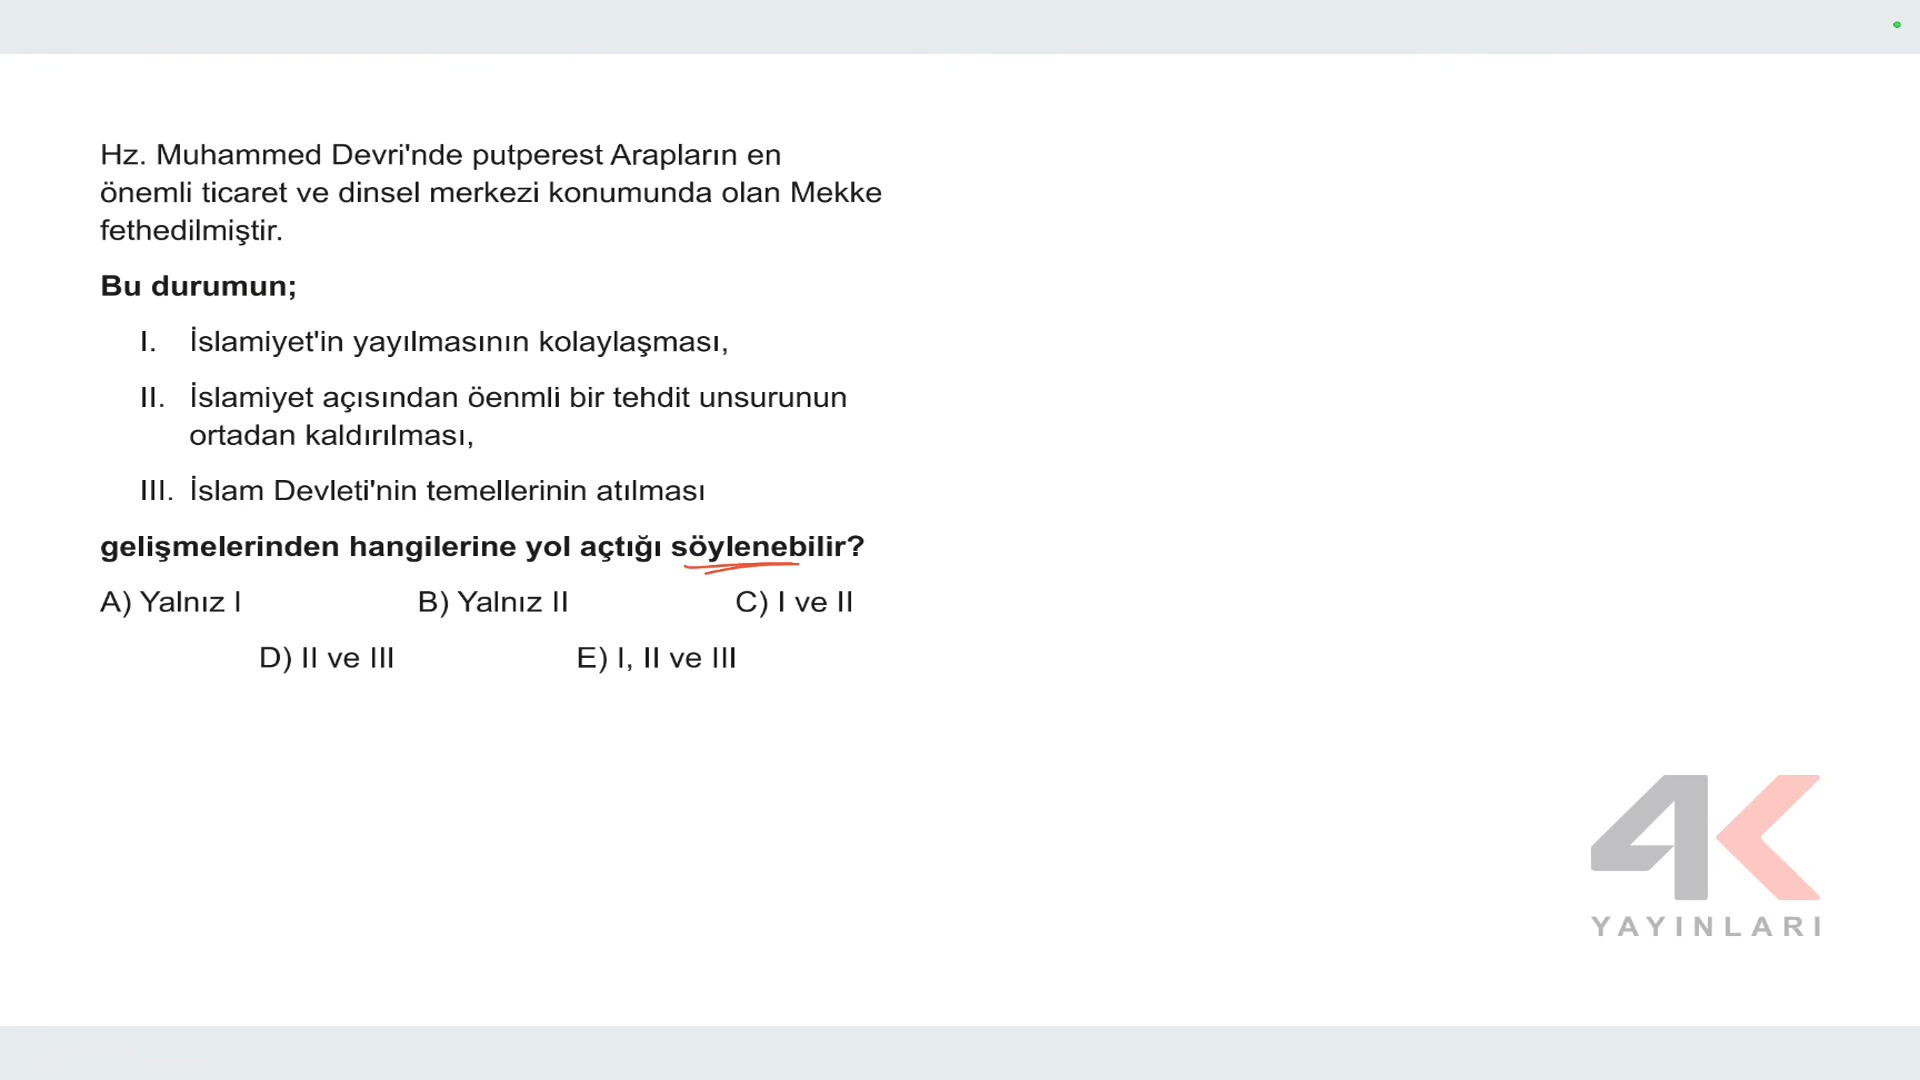 Hz. Muhammed Devri'nde putperest Arapların en
önemli ticaret ve dinsel merkezi konumunda olan Mekke
fethedilmiştir.
Bu durumun;
I. İslamiyet'in yayılmasının kolaylaşması,
II. İslamiyet açısından öenmli bir tehdit unsurunun
ortadan kaldırılması,
III. İslam Devleti'nin temellerinin atılması
gelişmelerinden hangilerine yol açtığı söylenebilir?
A) Yalnız I B) Yalnız II C) I ve II
D) II ve III E) I, II ve III
4K
YAYINLARI